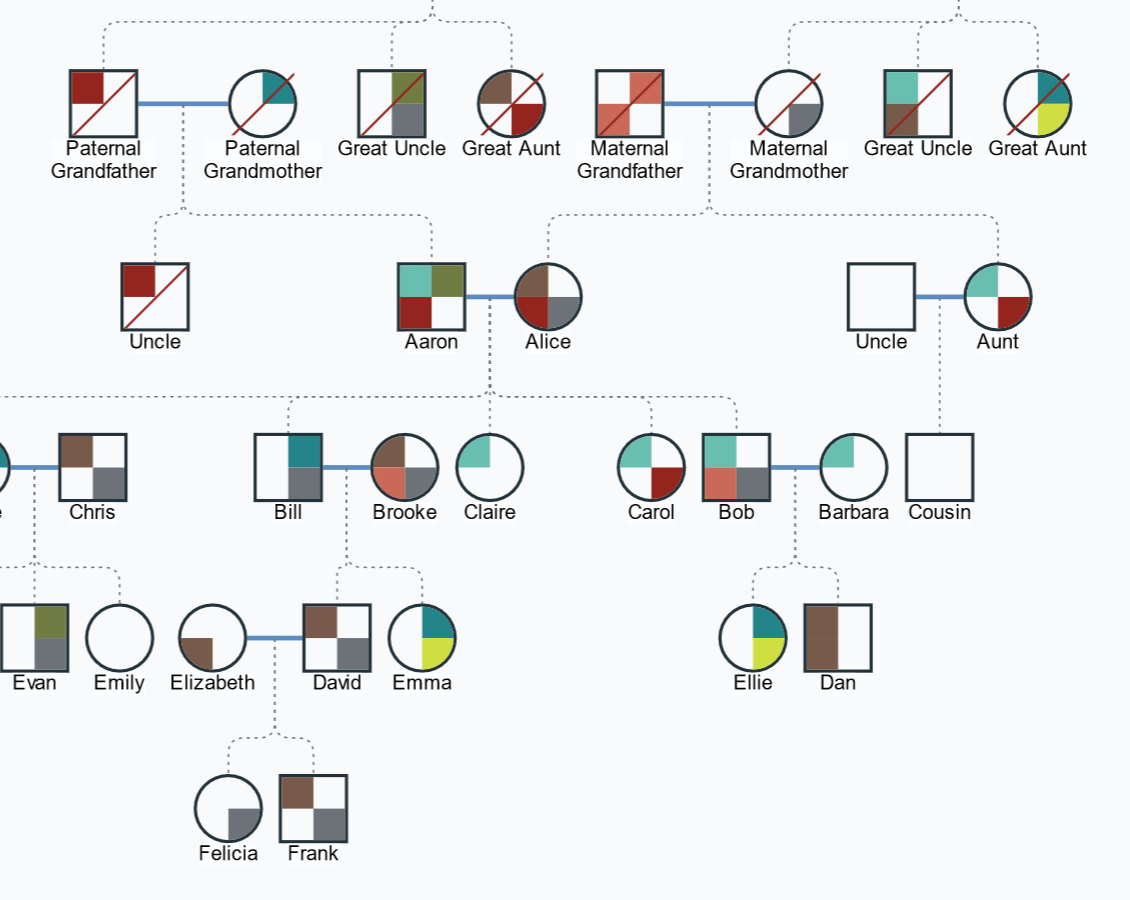 Paternal
Grandfather
Paternal
Grandmother
Great Uncle
Great Aunt
Maternal
Grandfather
Maternal
Grandmother
Great Uncle
Great Aunt
Uncle
Aaron
Alice
Uncle
Aunt
Chris
Bill
Brooke
Claire
Carol
Bob
Barbara
Cousin
Evan
Emily
Elizabeth
David
Emma
Ellie
Dan
Felicia
Frank